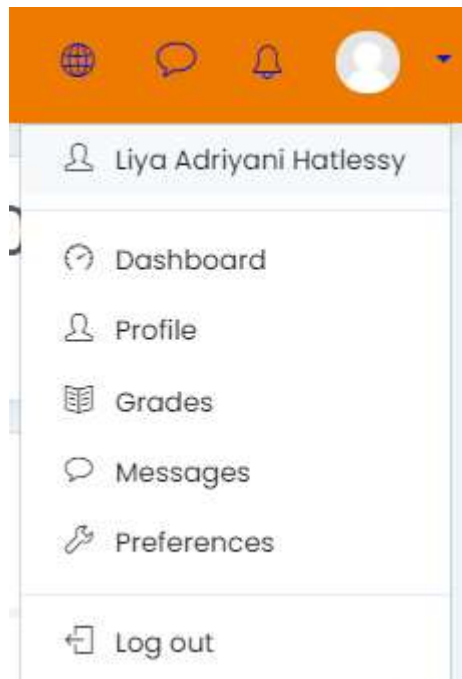 Liya Adriyani Hatlessy
Dashboard
Profile
Grades
Messages
Preferences
Log out